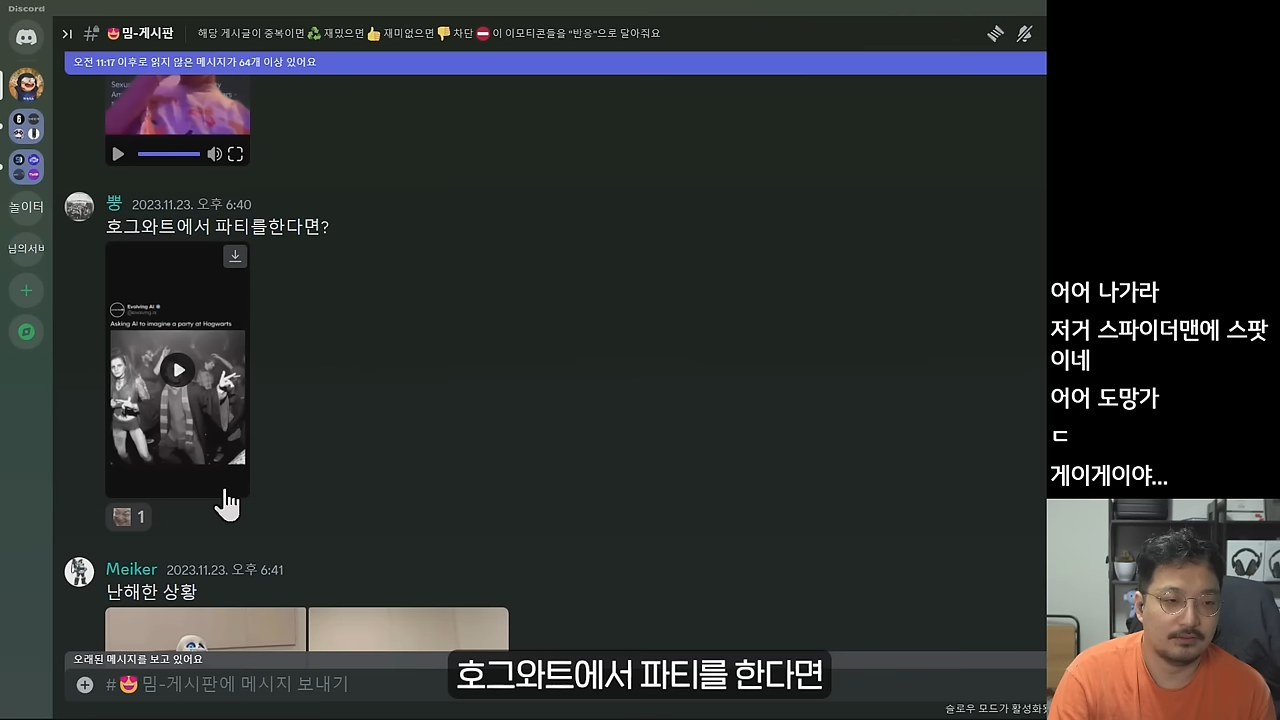 Discord
밈-게시판
해당 게시글이 중복이면 ♻️ 재밌으면 👍 재미없으면 👎 차단 ⛔ 이 이모티콘들을 "반응"으로 달아줘요
오전 11:17 이후로 읽지 않은 메시지가 64개 이상 있어요
놀이터
님의서버
뿡 2023.11.23. 오후 6:40
호그와트에서 파티를한다면?
Evolving AI
@evolving.ai
Asking AI to imagine a party at Hogwarts
1
Meiker 2023.11.23. 오후 6:41
난해한 상황
오래된 메시지를 보고 있어요
#😍밈-게시판에 메시지 보내기
슬로우 모드가 활성화
호그와트에서 파티를 한다면
어어 나가라
저거 스파이더맨에 스팟
이네
어어 도망가
ㄷ
게이게이야...